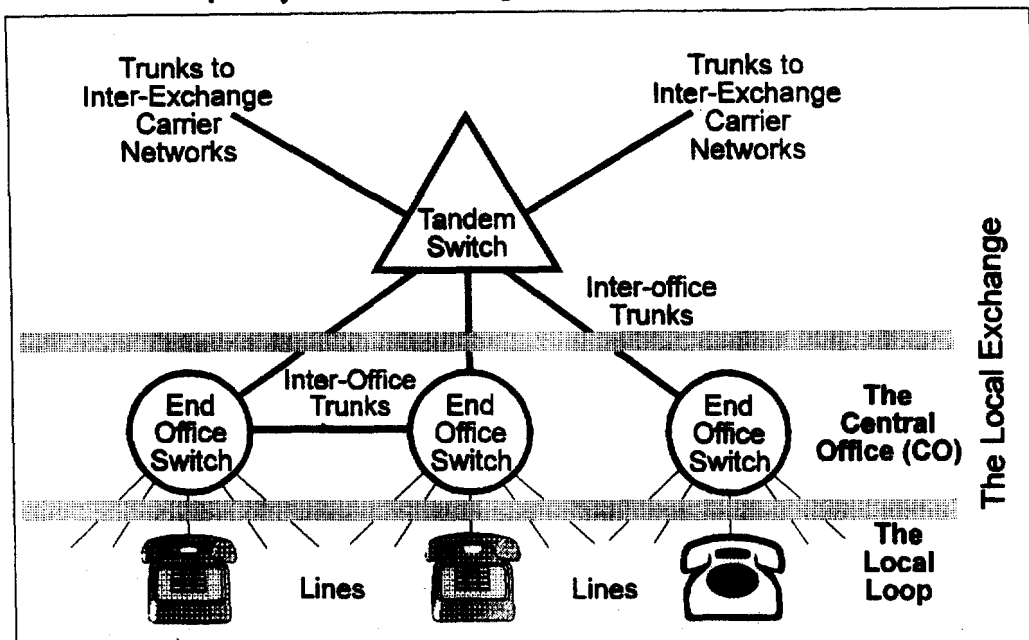 Trunks to
Inter-Exchange
Carrier
Networks
Trunks to
Inter-Exchange
Carrier
Networks
Tandem
Switch
Inter-office
Trunks
The Local Exchange
Inter-Office
Trunks
End
Office
Switch
End
Office
Switch
End
Office
Switch
The
Central
Office (CO)
Lines
Lines
The
Local
Loop